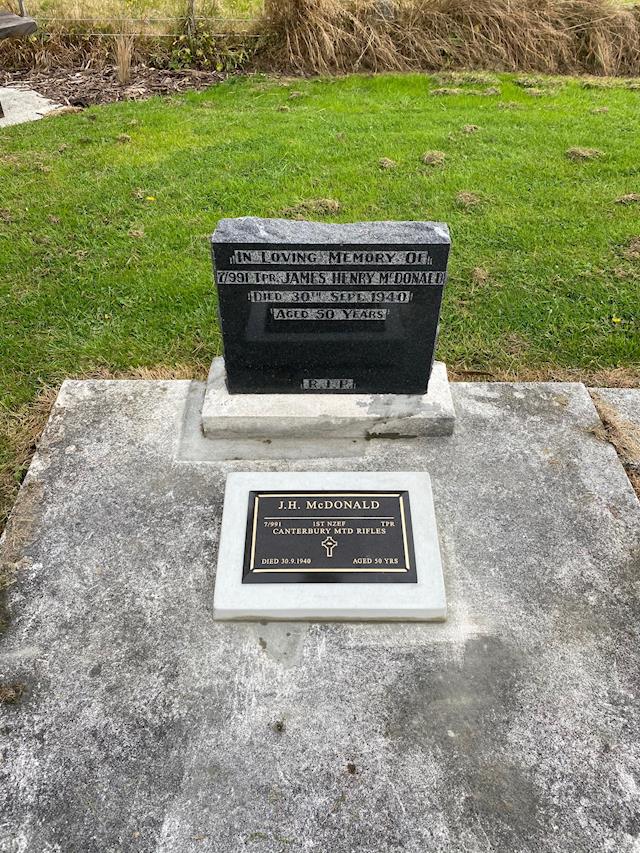 IN LOVING MEMORY OF
7/991 TPR. JAMES HENRY McDONALD
DIED 30TH SEPT. 1940
AGED 50 YEARS
R.I.P.
J.H. McDONALD
7/991 1ST NZEF TPR
CANTERBURY MTD RIFLES
DIED 30.9.1940 AGED 50 YRS